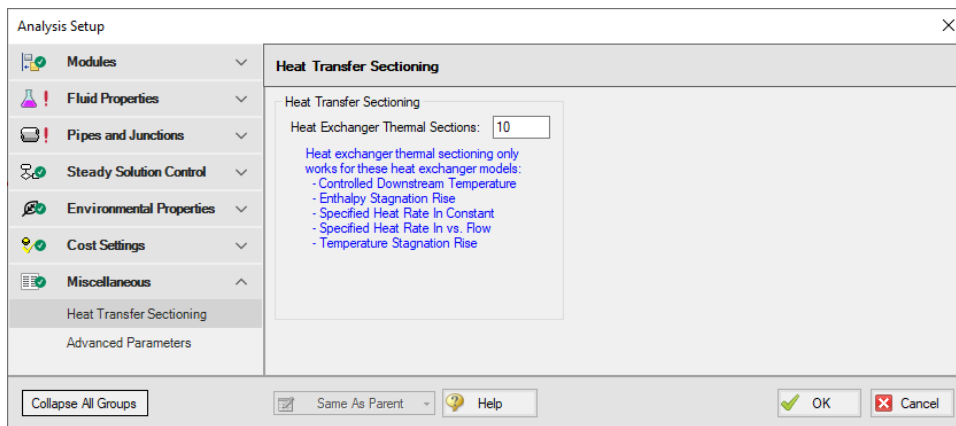 Analysis Setup
Modules
Fluid Properties
Pipes and Junctions
Steady Solution Control
Environmental Properties
Cost Settings
Miscellaneous
Heat Transfer Sectioning
Advanced Parameters
Heat Transfer Sectioning
Heat Transfer Sectioning
Heat Exchanger Thermal Sections: 10
Heat exchanger thermal sectioning only
works for these heat exchanger models:
- Controlled Downstream Temperature
- Enthalpy Stagnation Rise
- Specified Heat Rate In Constant
- Specified Heat Rate In vs. Flow
- Temperature Stagnation Rise
Collapse All Groups
Same As Parent
Help
OK
Cancel